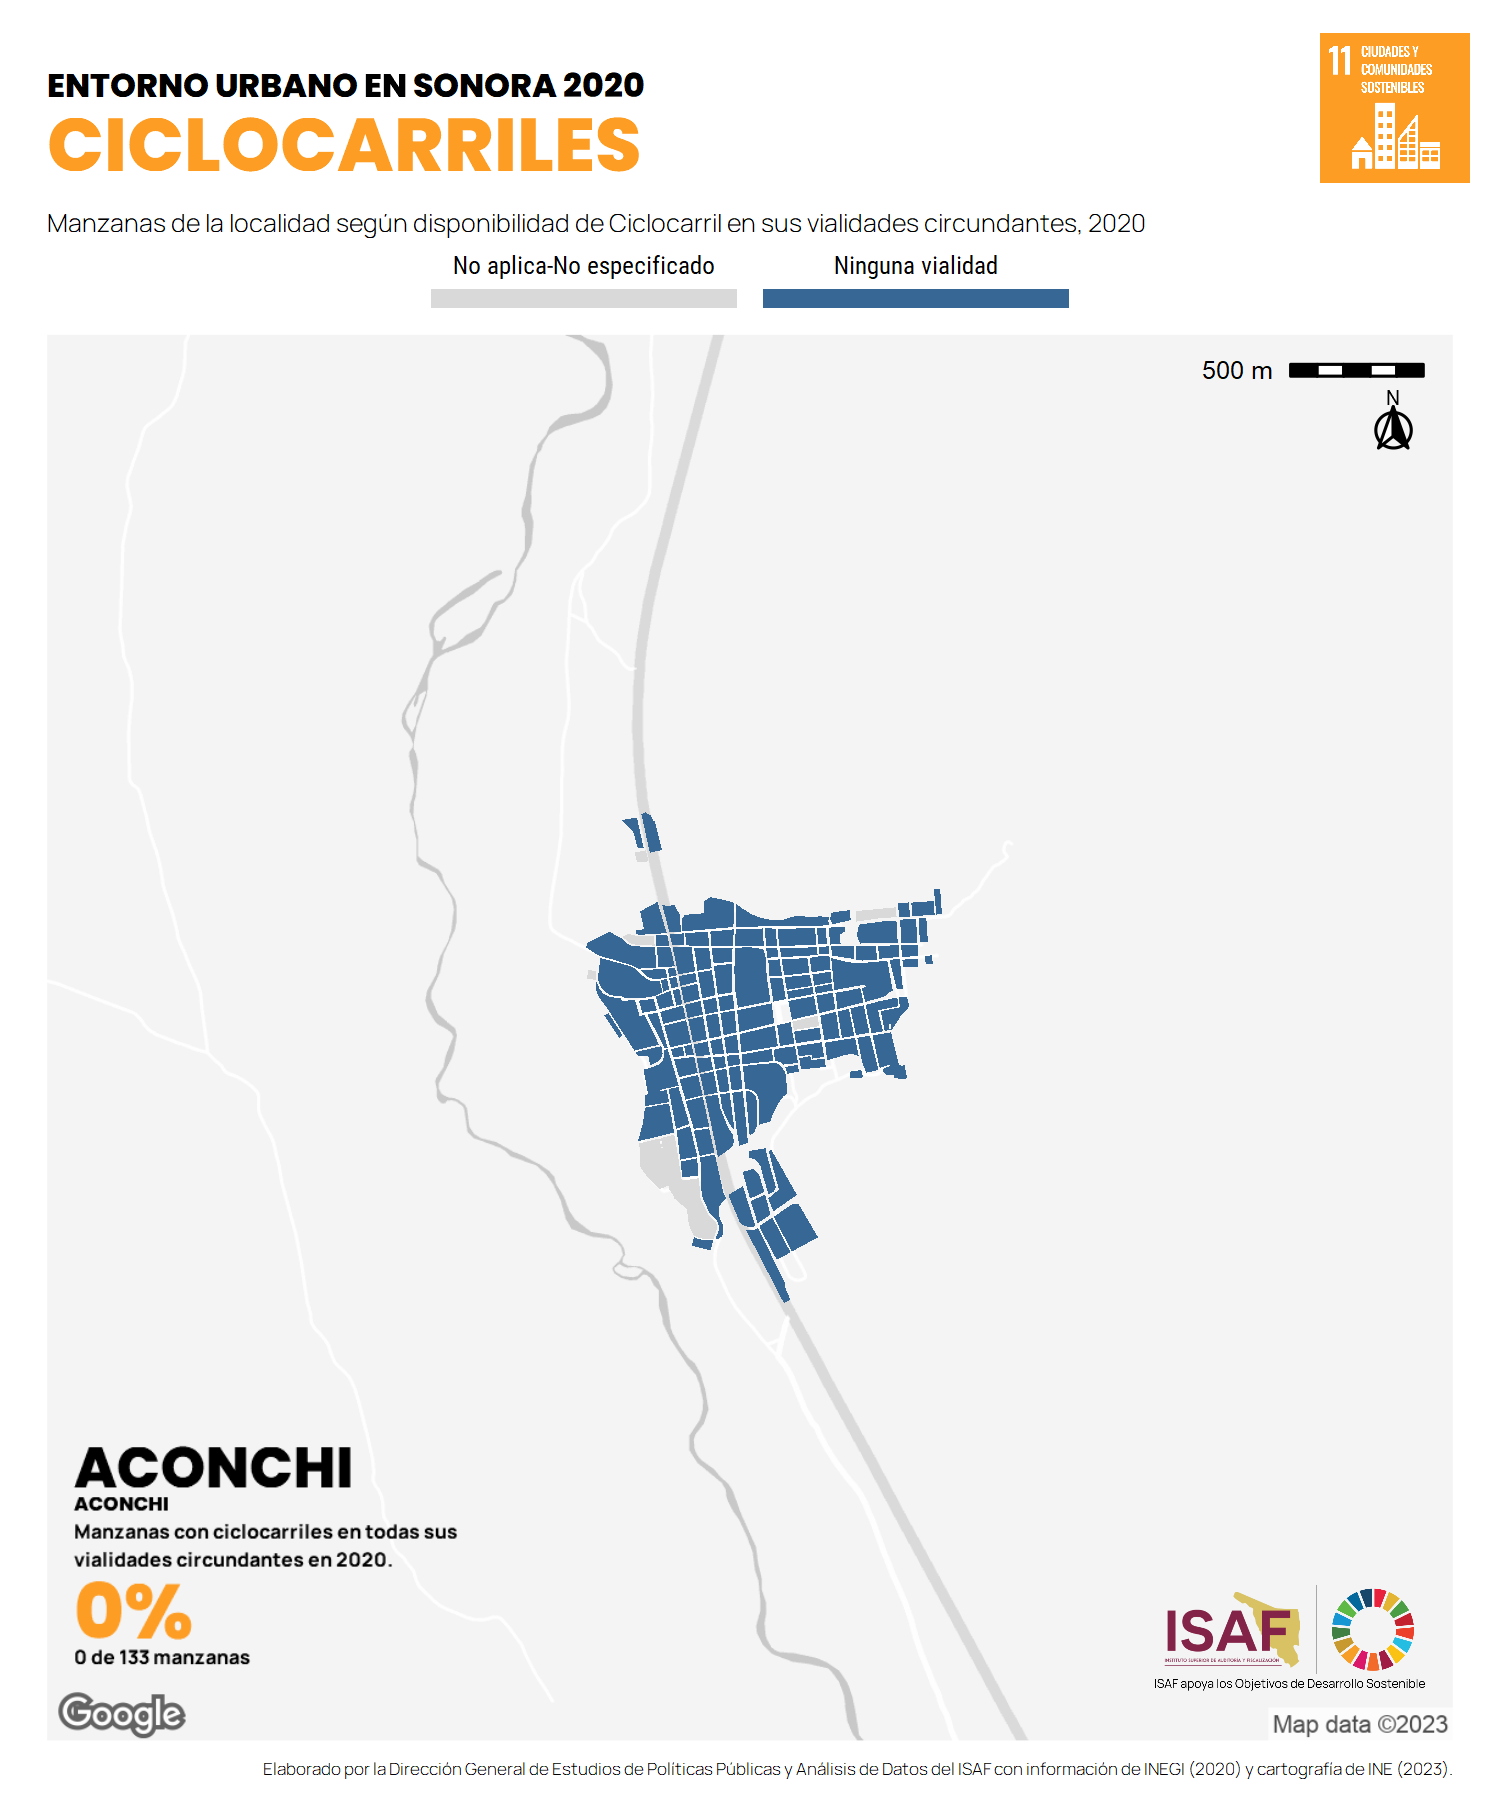 ENTORNO URBANO EN SONORA 2020
CICLOCARRILES
11 CIUDADES Y
COMUNIDADES
SOSTENIBLES
Manzanas de la localidad según disponibilidad de Ciclocarril en sus vialidades circundantes, 2020
No aplica-No especificado Ninguna vialidad
500 m
N
ACONCHI
ACONCHI
Manzanas con ciclocarriles en todas sus
vialidades circundantes en 2020.
0%
0 de 133 manzanas
ISAF
INSTITUTO SUPERIOR DE AUDITORÍA Y FISCALIZACIÓN
ISAF apoya los Objetivos de Desarrollo Sostenible
Google
Map data ©2023
Elaborado por la Dirección General de Estudios de Políticas Públicas y Análisis de Datos del ISAF con información de INEGI (2020) y cartografía de INE (2023).